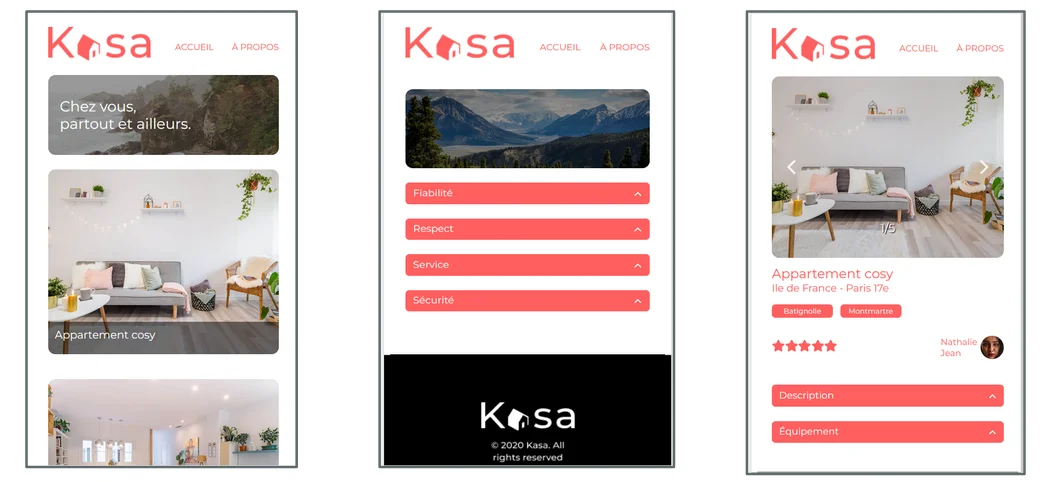 Kasa
ACCUEIL À PROPOS
Chez vous,
partout et ailleurs.
Appartement cosy
Kasa
ACCUEIL À PROPOS
Fiabilité
Respect
Service
Sécurité
Kasa
© 2020 Kasa. All
rights reserved
Kasa
ACCUEIL À PROPOS
1/5
Appartement cosy
Ile de France - Paris 17e
Batignolle Montmartre
Nathalie
Jean
Description
Équipement